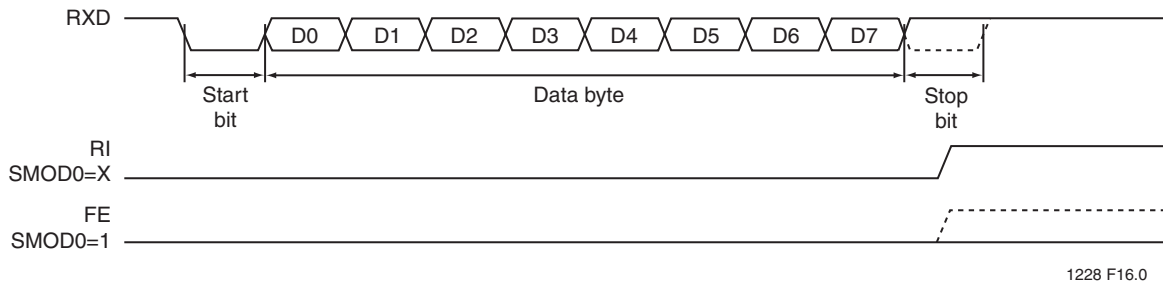 RXD
D0 D1 D2 D3 D4 D5 D6 D7
Start
bit
Data byte
Stop
bit
RI
SMOD0=X
FE
SMOD0=1
1228 F16.0